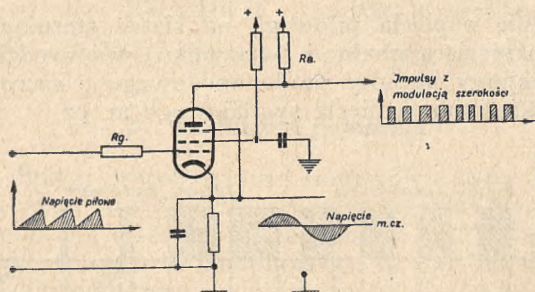 +
+
Ra.
Impulsy z
modulacją szerokości
Rg.
Napięcie piłowe
Napięcie
m.cz.